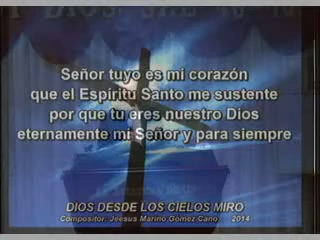 Señor tuyo es mi corazón
que el Espíritu Santo me sustente
por que tu eres nuestro Dios
eternamente mi Señor y para siempre
DIOS DESDE LOS CIELOS MIRO
Compositor: Jeesus Marino Gómez Cano 2014